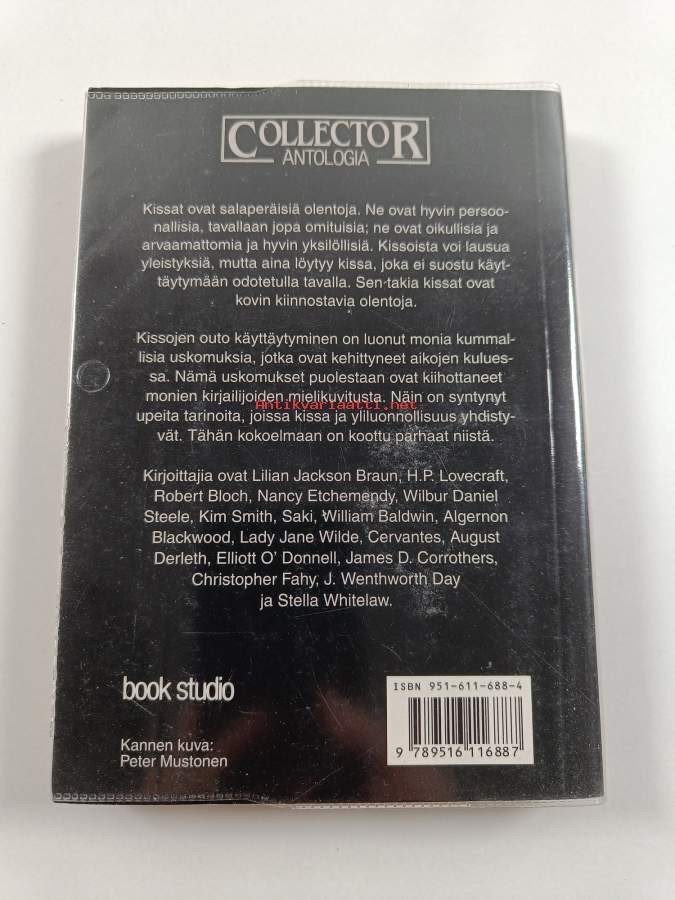 COLLECTOR
ANTOLOGIA
Kissat ovat salaperäisiä olentoja. Ne ovat hyvin persoo-
nallisia, tavallaan jopa omituisia; ne ovat oikullisia ja
arvaamattomia ja hyvin yksilöllisiä. Kissoista voi lausua
yleistyksiä, mutta aina löytyy kissa, joka ei suostu käyt-
täytymään odotetulla tavalla. Sen takia kissat ovat
kovin kiinnostavia olentoja.
Kissojen outo käyttäytyminen on luonut monia kummal-
lisia uskomuksia, jotka ovat kehittyneet aikojen kulues-
sa. Nämä uskomukset puolestaan ovat kiihottaneet
monien kirjailijoiden mielikuvitusta. Näin on syntynyt
Antikvariaatti.net
upeita tarinoita, joissa kissa ja yliluonnollisuus yhdisty-
vät. Tähän kokoelmaan on koottu parhaat niistä.
Kirjoittajia ovat Lilian Jackson Braun, H.P. Lovecraft,
Robert Bloch, Nancy Etchemendy, Wilbur Daniel
Steele, Kim Smith, Saki, William Baldwin, Algernon
Blackwood, Lady Jane Wilde, Cervantes, August
Derleth, Elliott O' Donnell, James D. Corrothers,
Christopher Fahy, J. Wenthworth Day
ja Stella Whitelaw.
book studio
Kannen kuva:
Peter Mustonen
ISBN 951-611-688-4
9 789516 116887